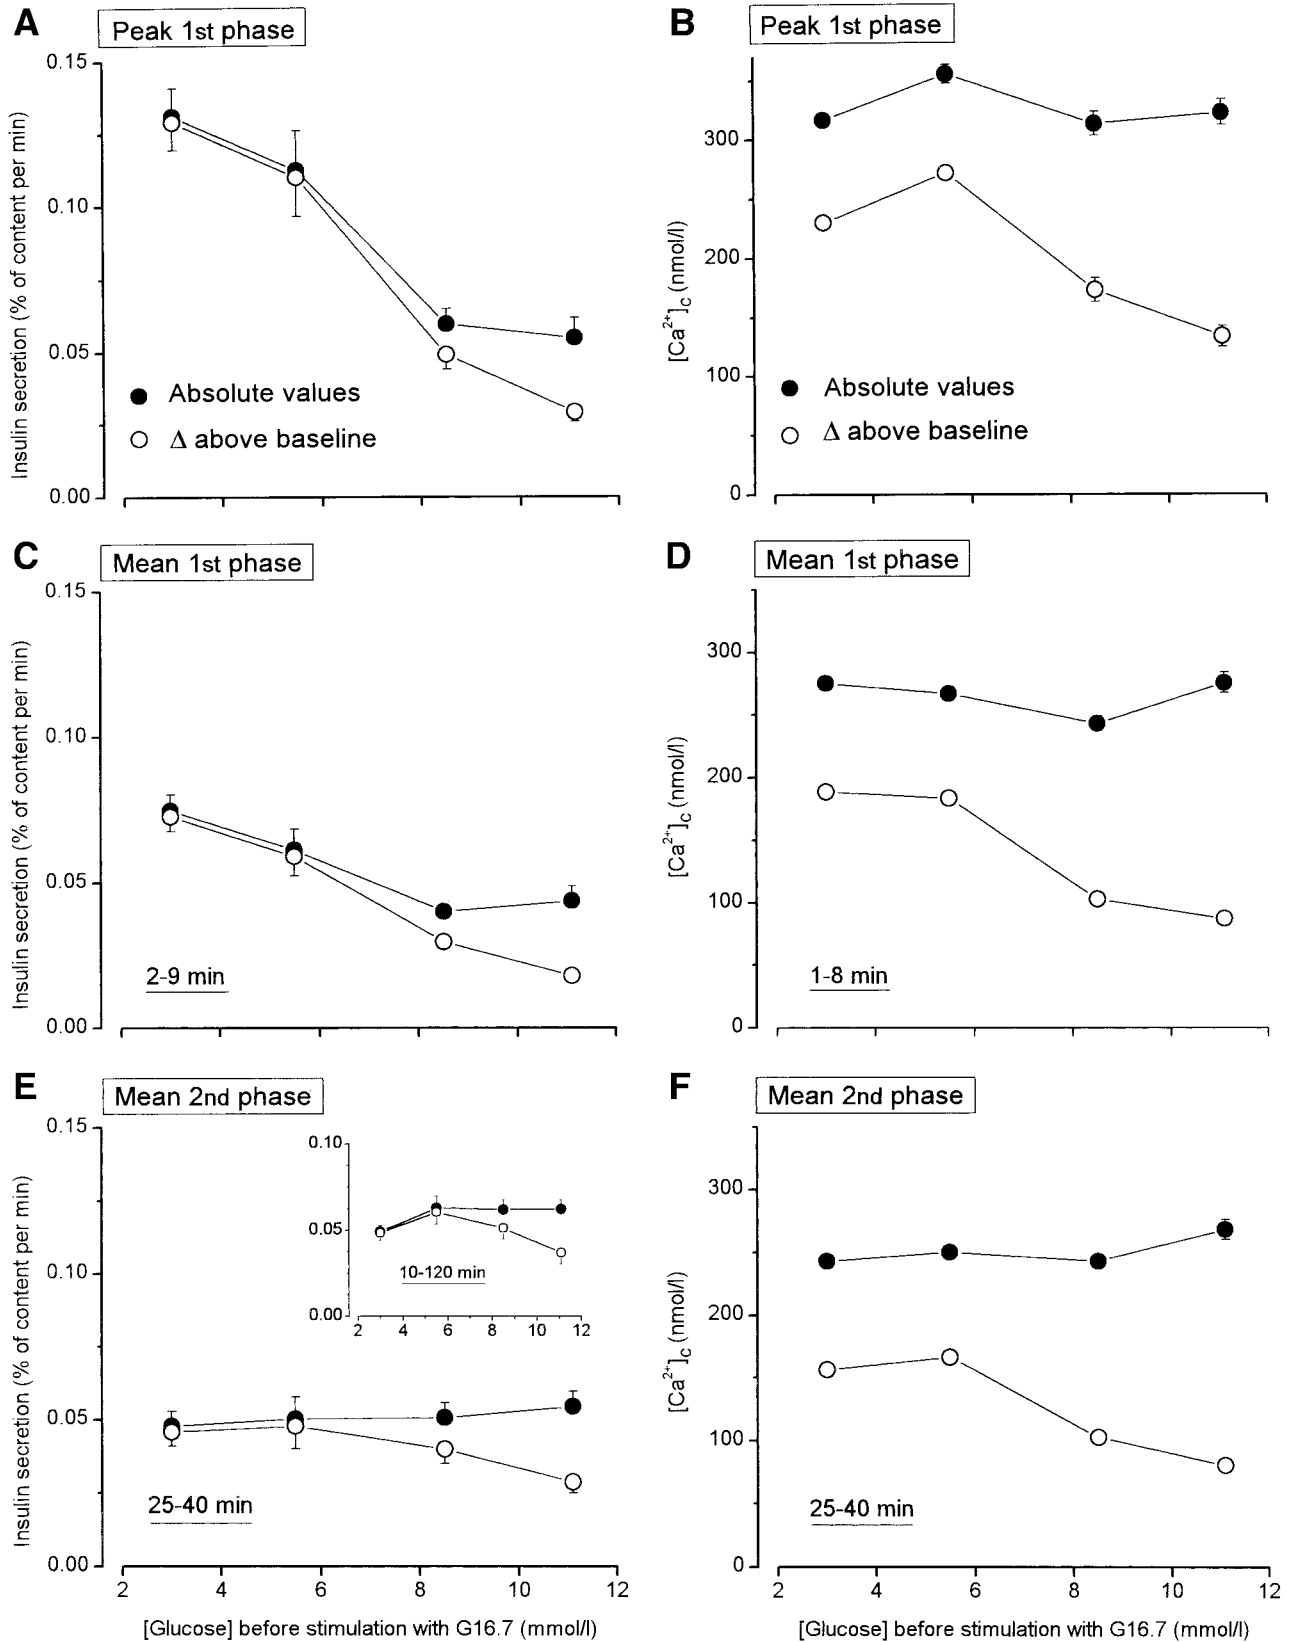 A
Peak 1st phase
0.15
0.10
0.05
0.00
Insulin secretion (% of content per min)
Absolute values
Δ above baseline
B
Peak 1st phase
300
200
100
0
[Ca²⁺]c (nmol/l)
Absolute values
Δ above baseline
C
Mean 1st phase
0.15
0.10
0.05
0.00
Insulin secretion (% of content per min)
2-9 min
D
Mean 1st phase
300
200
100
0
[Ca²⁺]c (nmol/l)
1-8 min
E
Mean 2nd phase
0.15
0.10
0.05
0.00
Insulin secretion (% of content per min)
0.10
0.05
0.00
10-120 min
2 4 6 8 10 12
25-40 min
2 4 6 8 10 12
[Glucose] before stimulation with G16.7 (mmol/l)
F
Mean 2nd phase
300
200
100
0
[Ca²⁺]c (nmol/l)
25-40 min
2 4 6 8 10 12
[Glucose] before stimulation with G16.7 (mmol/l)